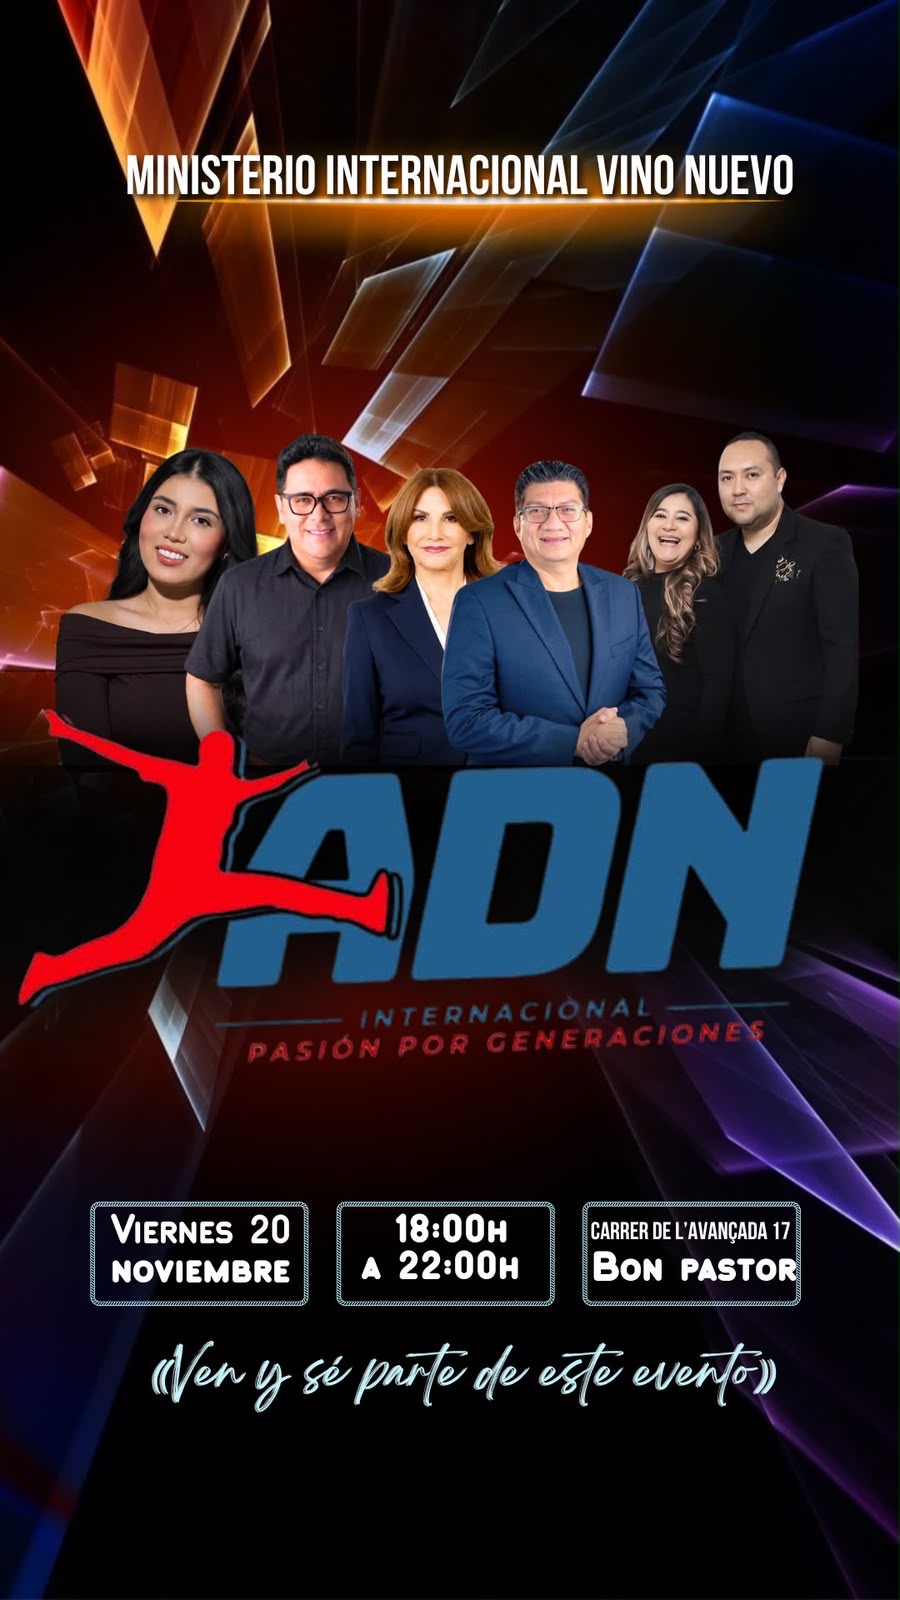 MINISTERIO INTERNACIONAL VINO NUEVO
ADN
INTERNACIONAL
PASIÓN POR GENERACIONES
VIERNES 20
NOVIEMBRE
18:00H
A 22:00H
CARRER DE L'AVANÇADA 17
BON PASTOR
«Ven y sé parte de este evento»